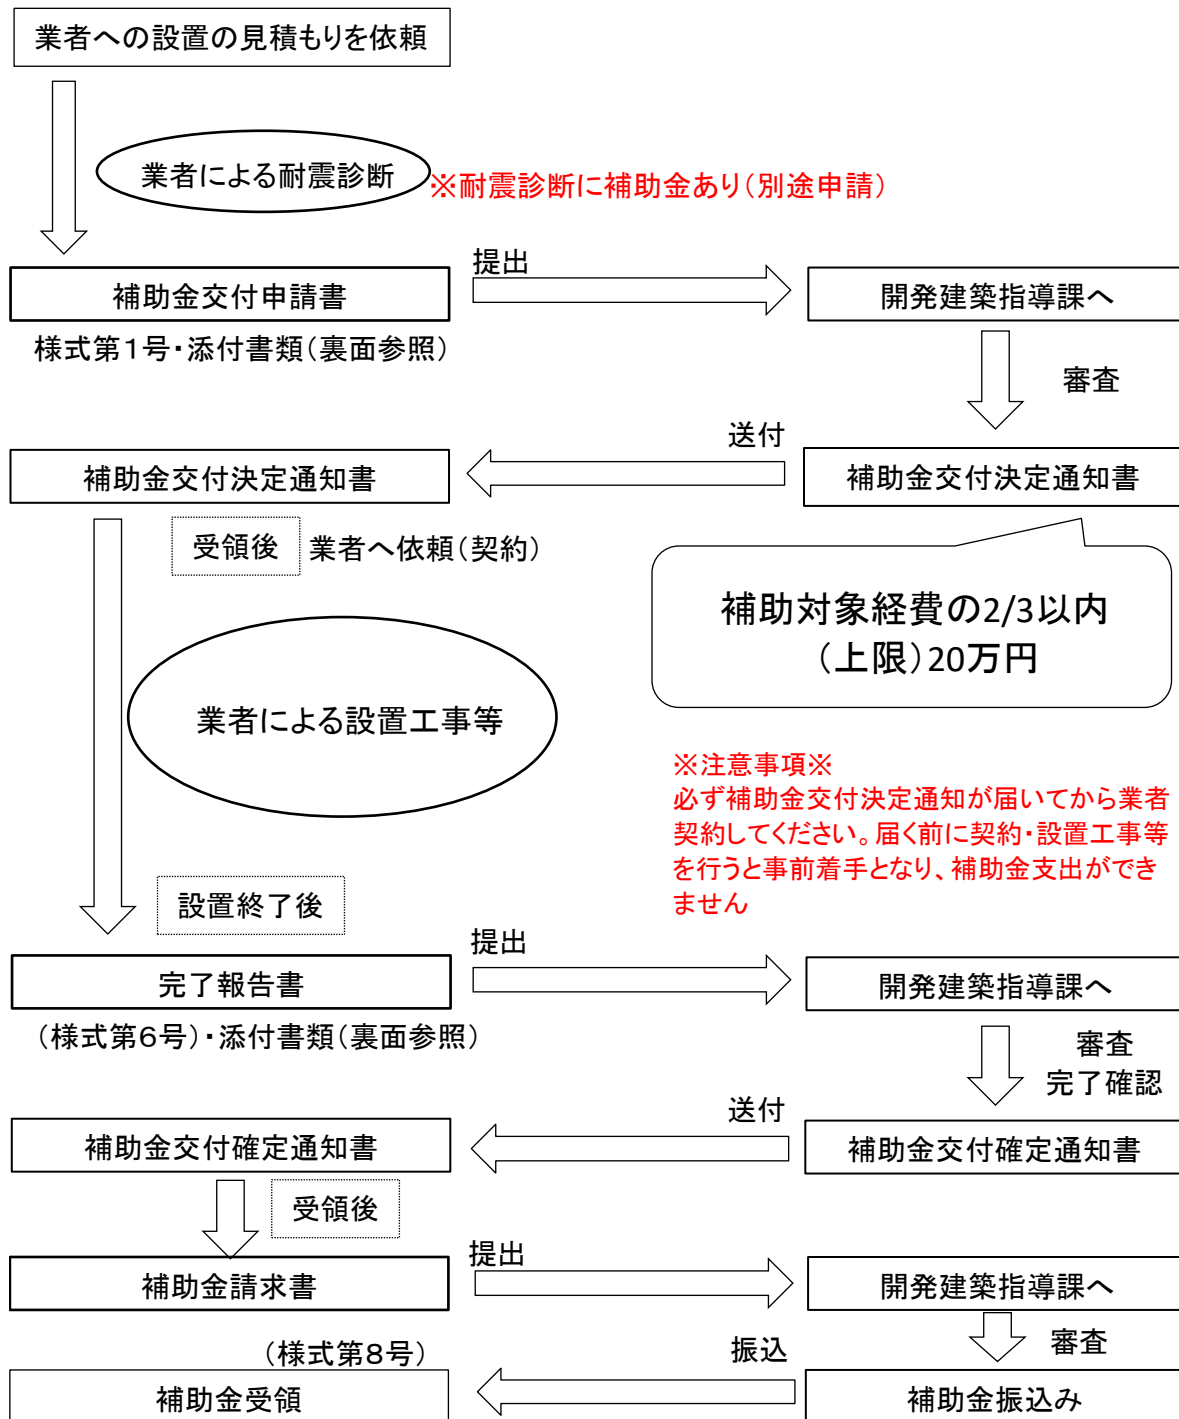 業者への設置の見積もりを依頼
業者による耐震診断
※耐震診断に補助金あり（別途申請）
補助金交付申請書
提出
開発建築指導課へ
様式第1号・添付書類（裏面参照）
審査
送付
補助金交付決定通知書
補助金交付決定通知書
受領後
業者へ依頼（契約）
補助対象経費の2/3以内
（上限）20万円
業者による設置工事等
※注意事項※
必ず補助金交付決定通知が届いてから業者
契約してください。届く前に契約・設置工事等
を行うと事前着手となり、補助金支出ができ
ません
設置終了後
提出
完了報告書
開発建築指導課へ
（様式第6号）・添付書類（裏面参照）
審査
完了確認
送付
補助金交付確定通知書
補助金交付確定通知書
受領後
提出
補助金請求書
開発建築指導課へ
（様式第8号）
振込
審査
補助金受領
補助金振込み